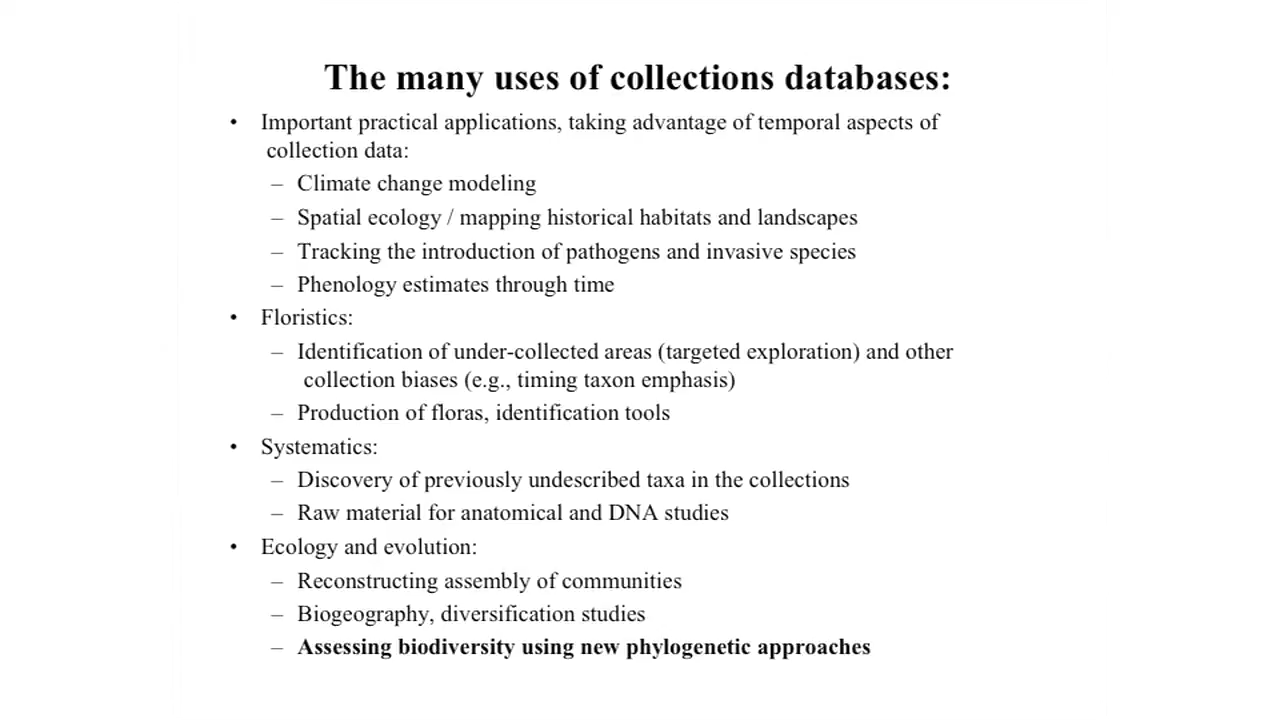 The many uses of collections databases:
• Important practical applications, taking advantage of temporal aspects of
collection data:
– Climate change modeling
– Spatial ecology / mapping historical habitats and landscapes
– Tracking the introduction of pathogens and invasive species
– Phenology estimates through time
• Floristics:
– Identification of under-collected areas (targeted exploration) and other
collection biases (e.g., timing taxon emphasis)
– Production of floras, identification tools
• Systematics:
– Discovery of previously undescribed taxa in the collections
– Raw material for anatomical and DNA studies
• Ecology and evolution:
– Reconstructing assembly of communities
– Biogeography, diversification studies
– Assessing biodiversity using new phylogenetic approaches